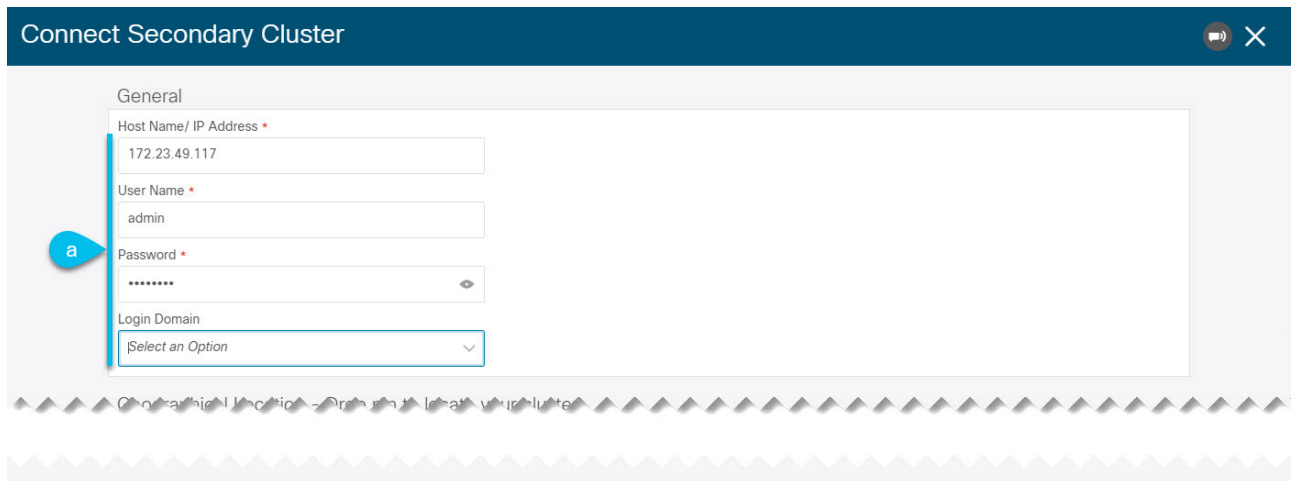 Connect Secondary Cluster
General
Host Name/ IP Address *
172.23.49.117
User Name *
admin
a
Password *
••••••••
Login Domain
Select an Option